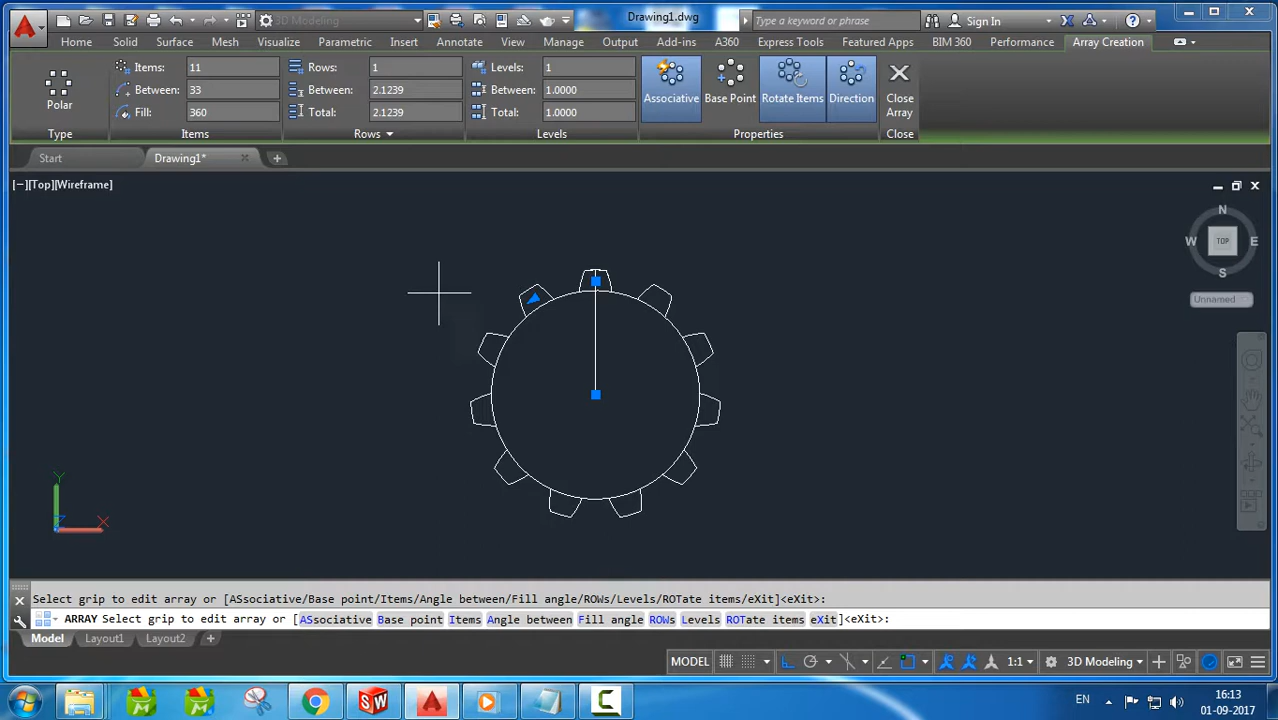 3D Modeling
Drawing1.dwg
Type a keyword or phrase
Sign In
Home
Solid
Surface
Mesh
Visualize
Parametric
Insert
Annotate
View
Manage
Output
Add-ins
A360
Express Tools
Featured Apps
BIM 360
Performance
Array Creation
Items: 11
Between: 33
Fill: 360
Rows: 1
Between: 2.1239
Total: 2.1239
Levels: 1
Between: 1.0000
Total: 1.0000
Polar
Associative
Base Point
Rotate Items
Direction
Close
Array
Type
Items
Rows
Levels
Properties
Close
Start
Drawing1*
[−][Top][Wireframe]
N
W
TOP
E
S
Unnamed
Y
Z
X
Select grip to edit array or [ASsociative/Base point/Items/Angle between/Fill angle/ROWs/Levels/ROTate items/eXit]<eXit>:
ARRAY Select grip to edit array or [ASsociative Base point Items Angle between Fill angle ROWs Levels ROTate items eXit]<eXit>:
Model
Layout1
Layout2
MODEL
1:1
3D Modeling
EN
16:13
01-09-2017